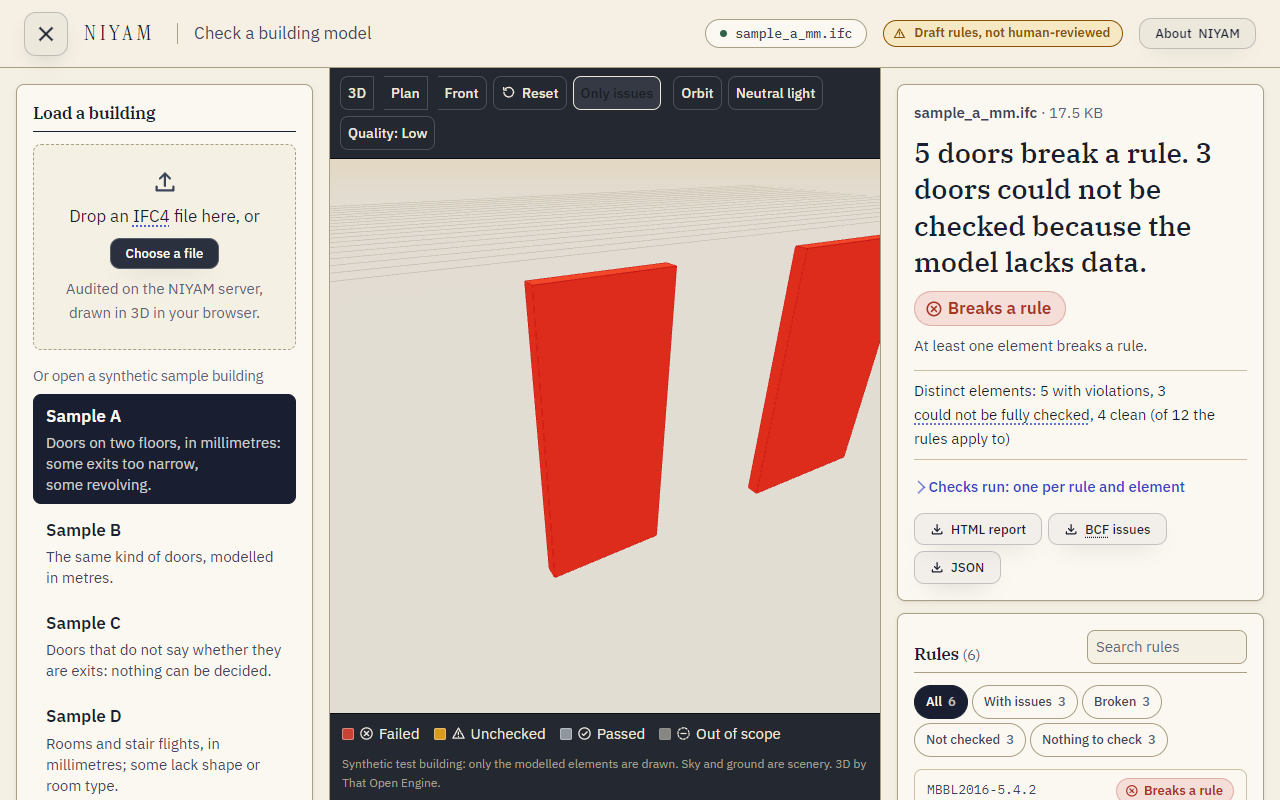 NIYAM
Check a building model
sample_a_mm.ifc
Draft rules, not human-reviewed
About NIYAM
Load a building
Drop an IFC4 file here, or
Choose a file
Audited on the NIYAM server,
drawn in 3D in your browser.
Or open a synthetic sample building
Sample A
Doors on two floors, in millimetres:
some exits too narrow,
some revolving.
Sample B
The same kind of doors, modelled
in metres.
Sample C
Doors that do not say whether they
are exits: nothing can be decided.
Sample D
Rooms and stair flights, in
millimetres; some lack shape or
room type.
3D
Plan
Front
Reset
Only issues
Orbit
Neutral light
Quality: Low
Failed
Unchecked
Passed
Out of scope
Synthetic test building: only the modelled elements are drawn. Sky and ground are scenery. 3D by
That Open Engine.
sample_a_mm.ifc · 17.5 KB
5 doors break a rule. 3
doors could not be
checked because the
model lacks data.
Breaks a rule
At least one element breaks a rule.
Distinct elements: 5 with violations, 3
could not be fully checked, 4 clean (of 12 the
rules apply to)
Checks run: one per rule and element
HTML report
BCF issues
JSON
Rules (6)
Search rules
All 6
With issues 3
Broken 3
Not checked 3
Nothing to check 3
MBBL2016-5.4.2
Breaks a rule